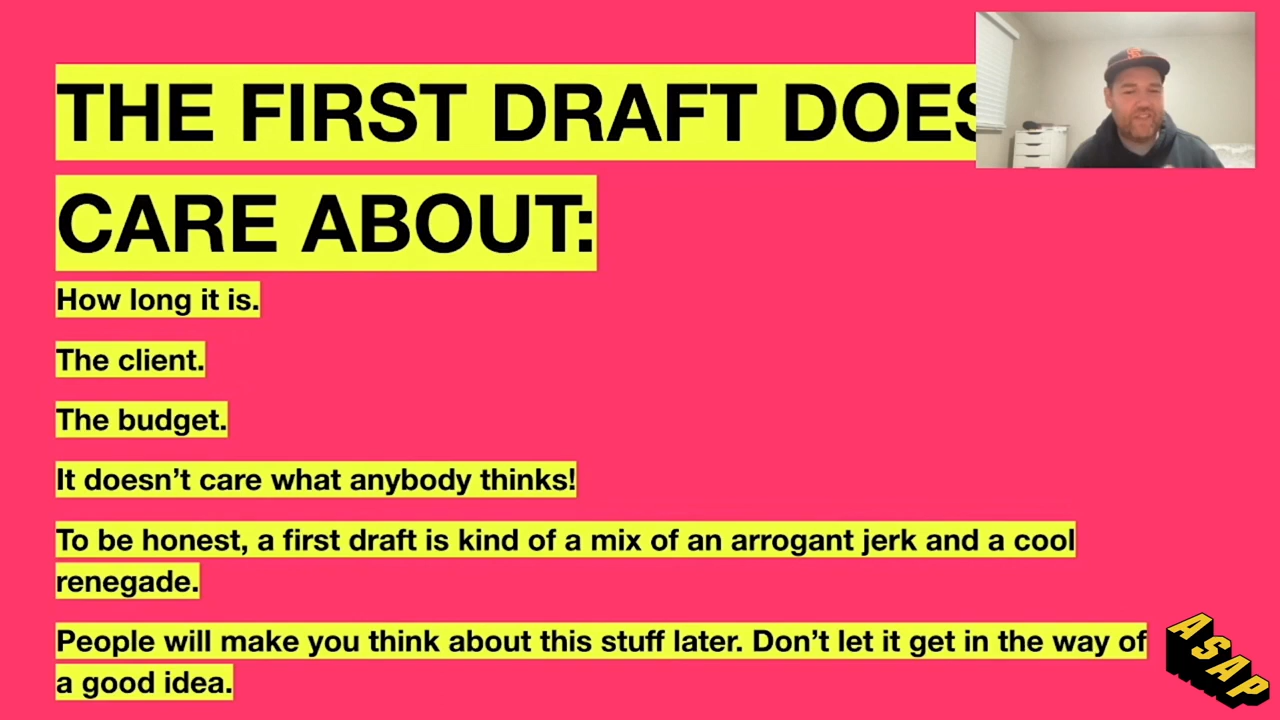 THE FIRST DRAFT DOES
CARE ABOUT:
How long it is.
The client.
The budget.
It doesn’t care what anybody thinks!
To be honest, a first draft is kind of a mix of an arrogant jerk and a cool
renegade.
People will make you think about this stuff later. Don’t let it get in the way of
a good idea.
ASAP